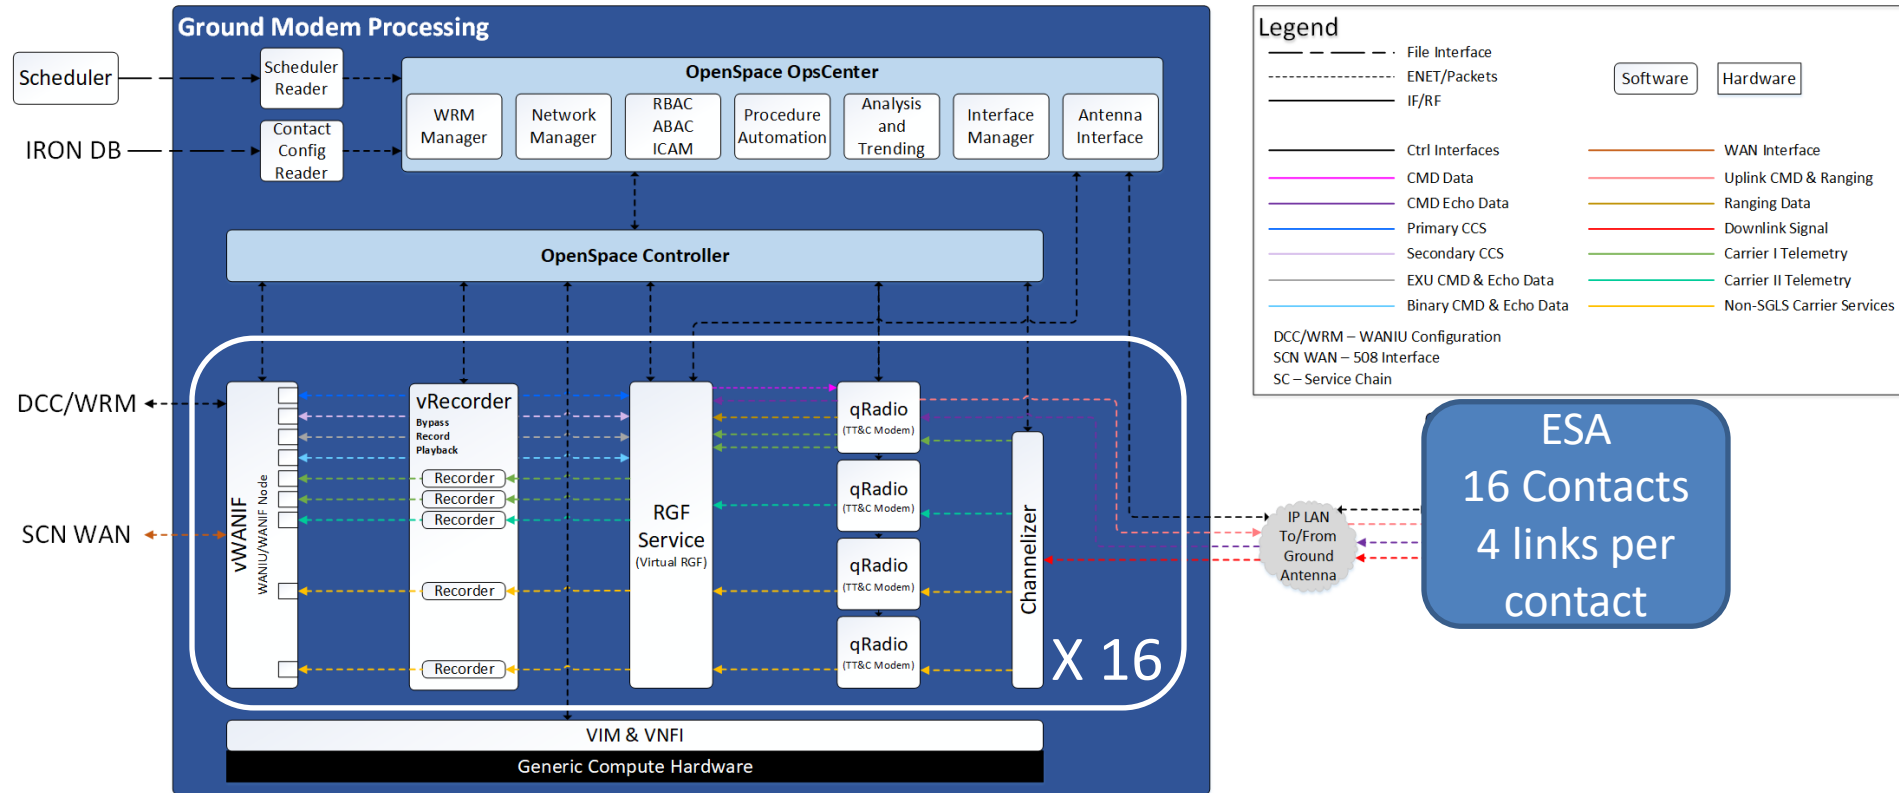 Ground Modem Processing
Scheduler
Scheduler
Reader
IRON DB
Contact
Config
Reader
OpenSpace OpsCenter
WRM
Manager
Network
Manager
RBAC
ABAC
ICAM
Procedure
Automation
Analysis
and
Trending
Interface
Manager
Antenna
Interface
OpenSpace Controller
DCC/WRM
SCN WAN
vWANIF
WANIU/WANIF Node
vRecorder
Bypass
Record
Playback
Recorder
Recorder
Recorder
Recorder
Recorder
RGF
Service
(Virtual RGF)
qRadio
(TT&C Modem)
qRadio
(TT&C Modem)
qRadio
(TT&C Modem)
qRadio
(TT&C Modem)
Channelizer
X 16
VIM & VNFI
Generic Compute Hardware
IP LAN
To/From
Ground
Antenna
ESA
16 Contacts
4 links per
contact
Legend
File Interface
ENET/Packets
IF/RF
Software
Hardware
Ctrl Interfaces
CMD Data
CMD Echo Data
Primary CCS
Secondary CCS
EXU CMD & Echo Data
Binary CMD & Echo Data
WAN Interface
Uplink CMD & Ranging
Ranging Data
Downlink Signal
Carrier I Telemetry
Carrier II Telemetry
Non-SGLS Carrier Services
DCC/WRM – WANIU Configuration
SCN WAN – 508 Interface
SC – Service Chain